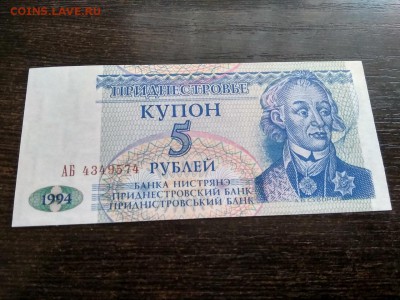 COINS.LAVE.RU
ПРИДНЕСТРОВЬЕ
КУПОН
5
РУБЛЕЙ
АБ 4349574
1994
БАНКА НИСТРЯНЭ
ПРИДНЕСТРОВСКИЙ БАНК
ПРИДНІСТРОВСЬКИЙ БАНК